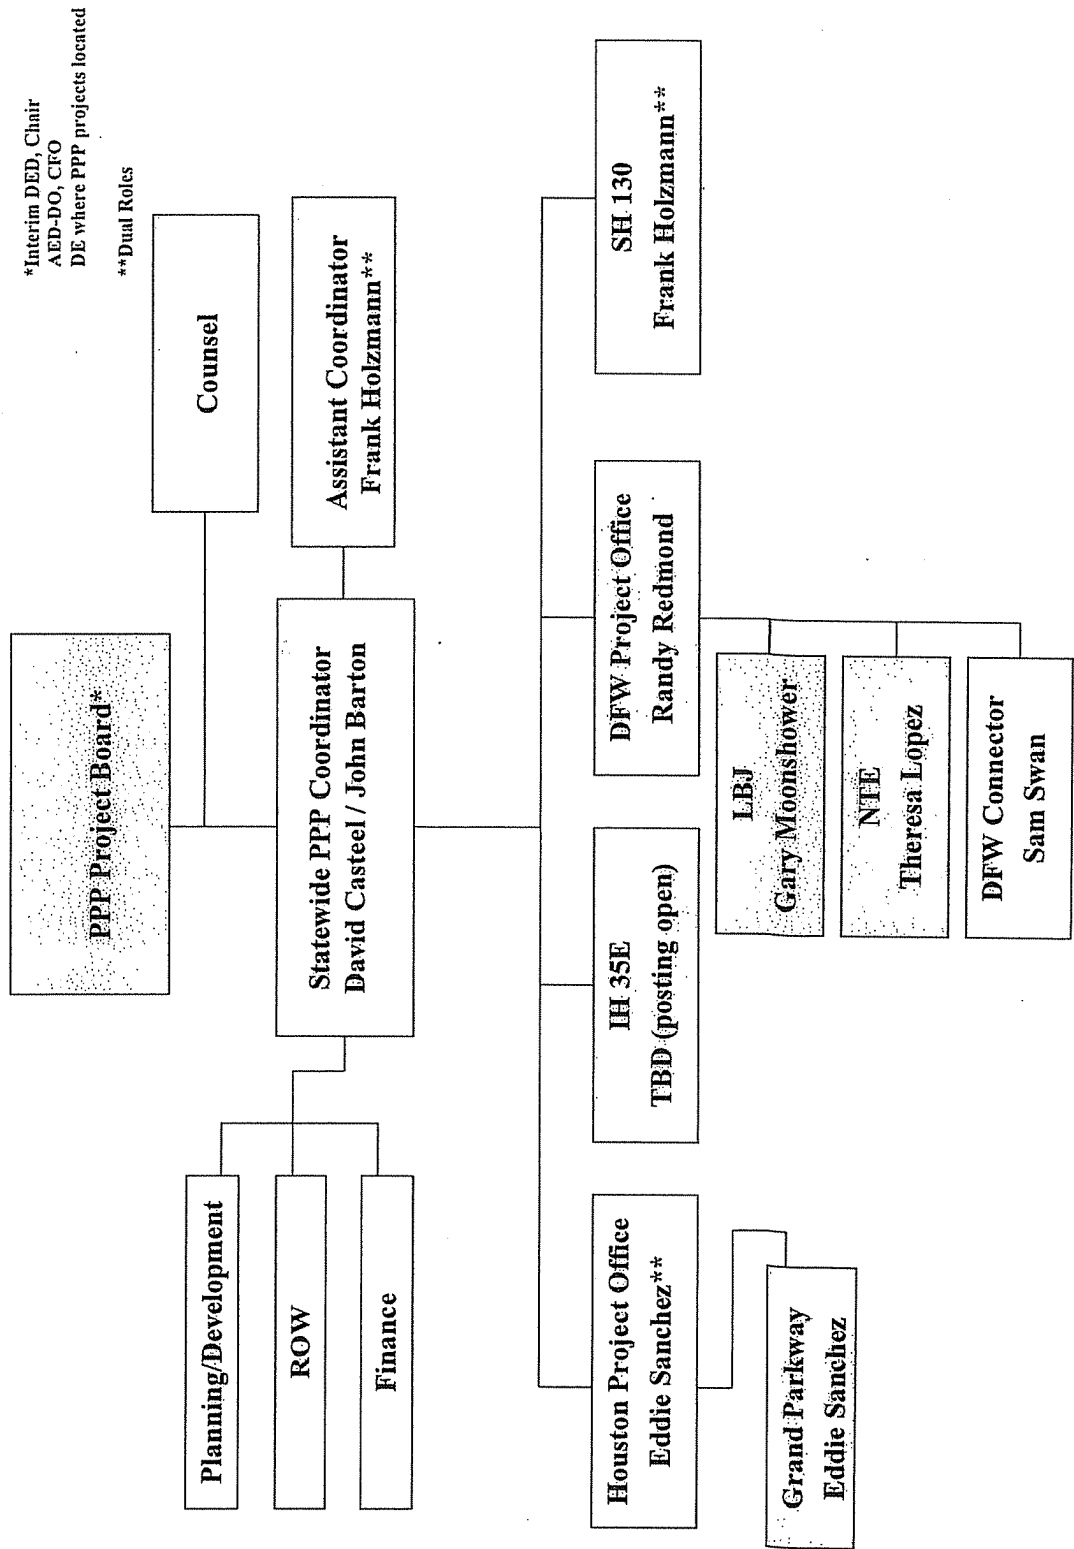 *Interim DED, Chair
AED-DO, CFO
DE where PPP projects located
**Dual Roles
PPP Project Board*
Counsel
Planning/Development
ROW
Finance
Statewide PPP Coordinator
David Casteel / John Barton
Assistant Coordinator
Frank Holzmann**
Houston Project Office
Eddie Sanchez**
IH 35E
TBD (posting open)
DFW Project Office
Randy Redmond
SH 130
Frank Holzmann**
Grand Parkway
Eddie Sanchez
LBJ
Gary Moonshower
NTE
Theresa Lopez
DFW Connector
Sam Swan